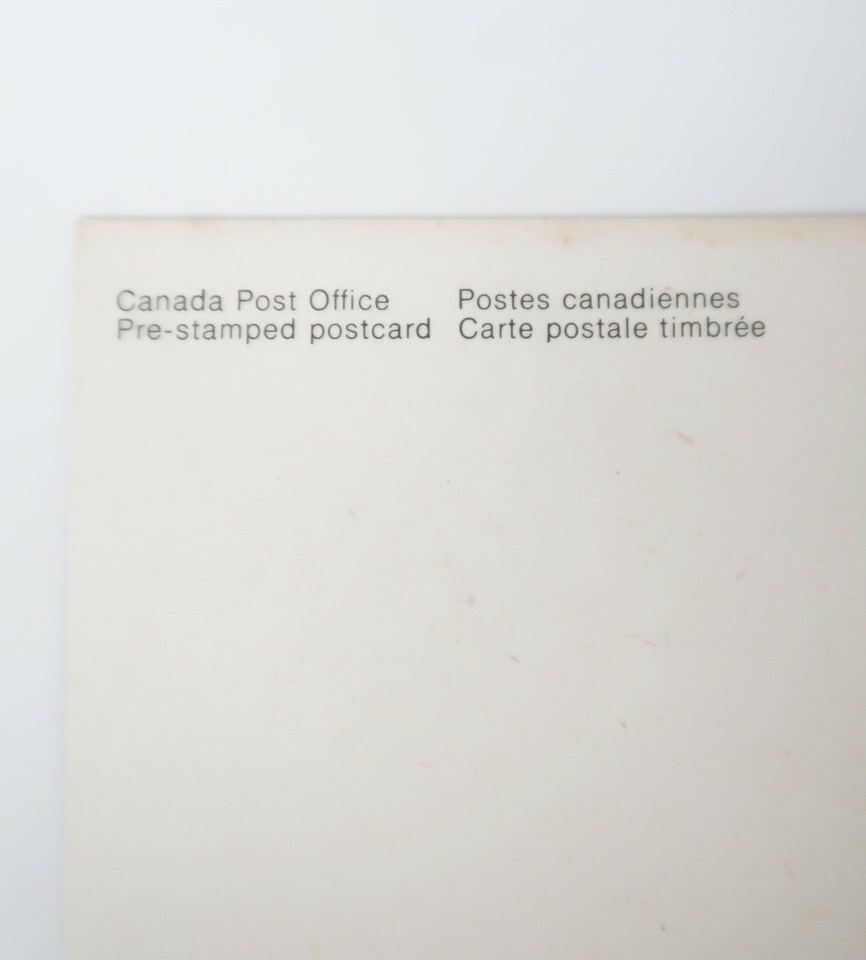 Canada Post Office
Pre-stamped postcard
Postes canadiennes
Carte postale timbrée